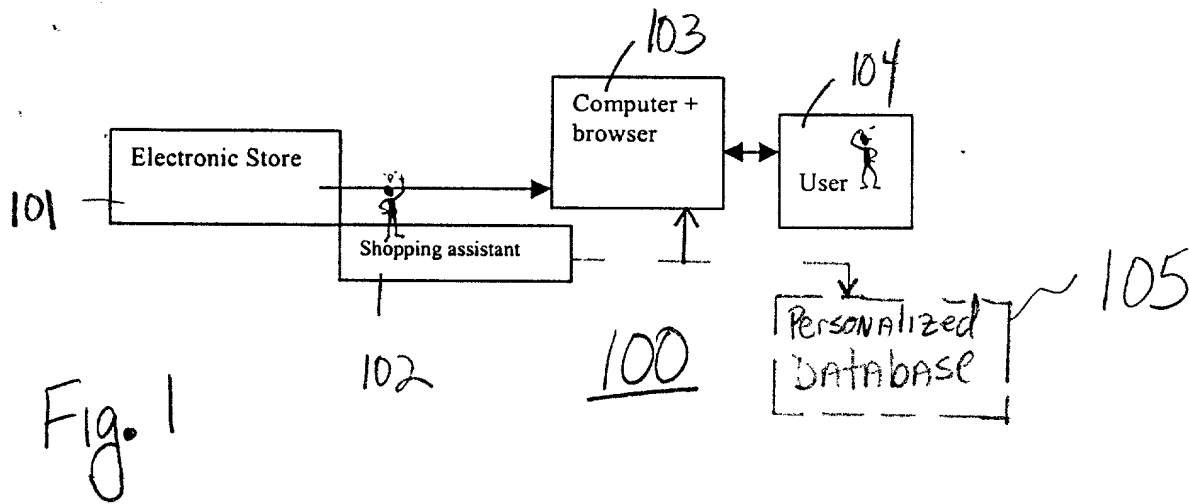 103
104
Computer +
browser
Electronic Store
User
101
Shopping assistant
105
Personalized
Database
102
100
Fig. 1